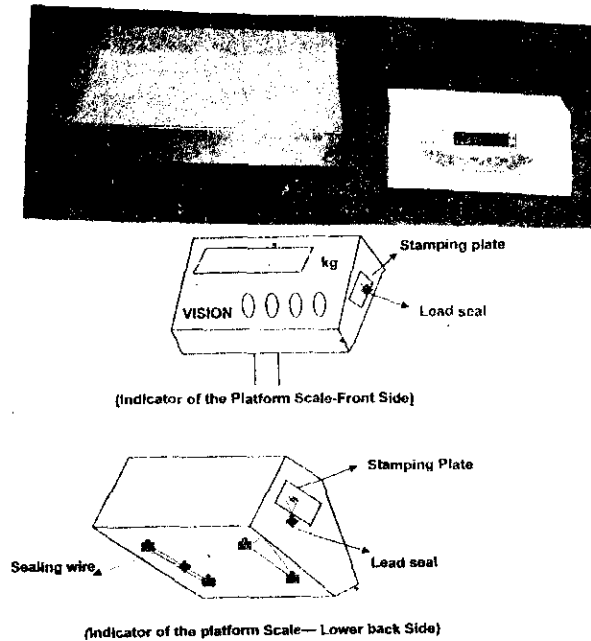 Stamping plate
kg
VISION
Lead seal
(Indicator of the Platform Scale-Front Side)
Stamping Plate
Sealing wire
Lead seal
(Indicator of the platform Scale— Lower back Side)